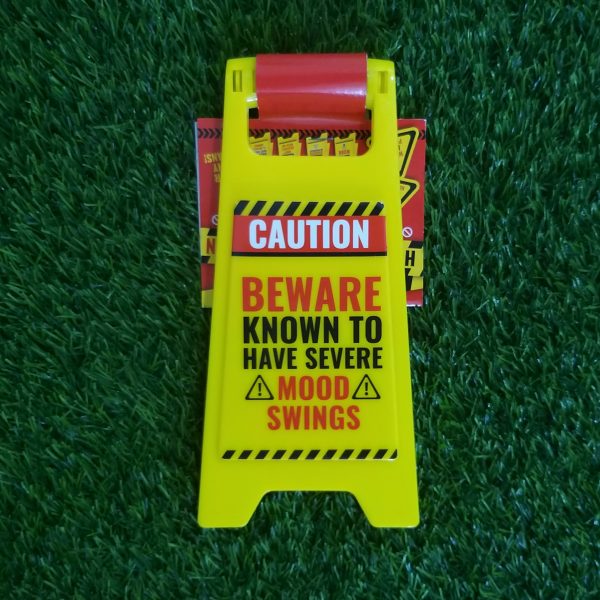 CAUTION
BEWARE
KNOWN TO
HAVE SEVERE
MOOD
SWINGS